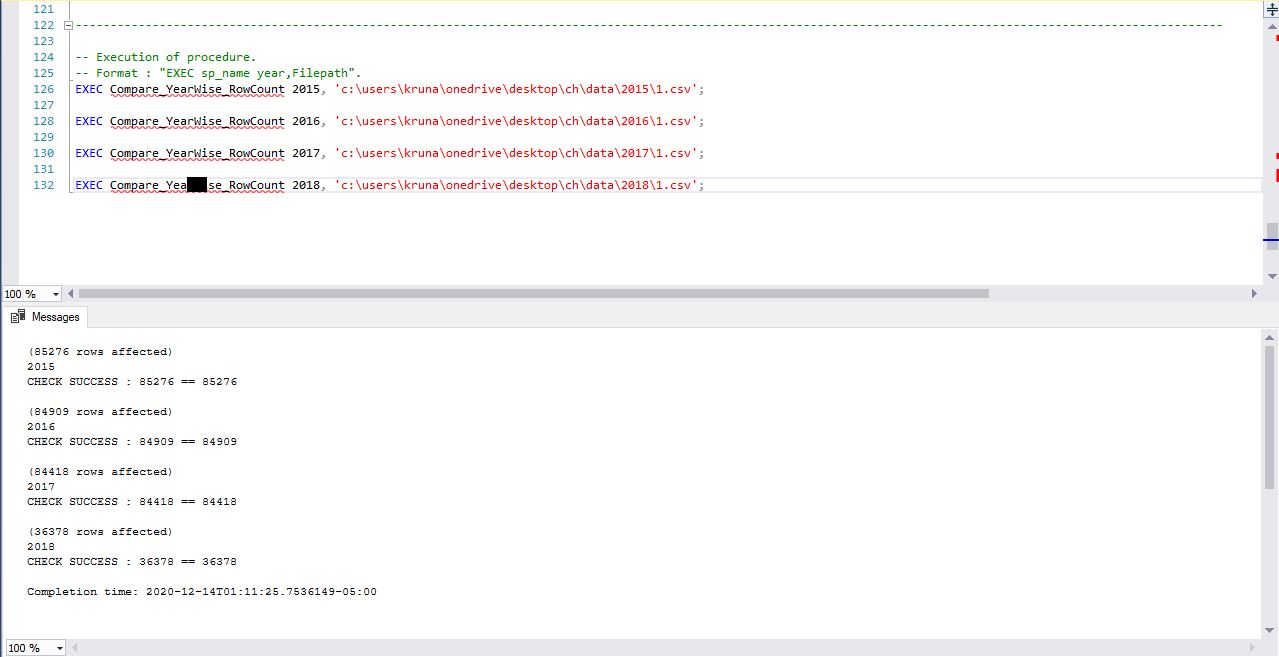 121
122 ----------------------------------------------------------------------------------------------------------------------------------------------------------------------
123
124 -- Execution of procedure.
125 -- Format : "EXEC sp_name year,Filepath".
126 EXEC Compare_YearWise_RowCount 2015, 'c:\users\kruna\onedrive\desktop\ch\data\2015\1.csv';
127
128 EXEC Compare_YearWise_RowCount 2016, 'c:\users\kruna\onedrive\desktop\ch\data\2016\1.csv';
129
130 EXEC Compare_YearWise_RowCount 2017, 'c:\users\kruna\onedrive\desktop\ch\data\2017\1.csv';
131
132 EXEC 2018, 'c:\users\kruna\onedrive\desktop\ch\data\2018\1.csv';
100 %
Messages
(85276 rows affected)
2015
CHECK SUCCESS : 85276 == 85276
(84909 rows affected)
2016
CHECK SUCCESS : 84909 == 84909
(84418 rows affected)
2017
CHECK SUCCESS : 84418 == 84418
(36378 rows affected)
2018
CHECK SUCCESS : 36378 == 36378
Completion time: 2020-12-14T01:11:25.7536149-05:00
100 %